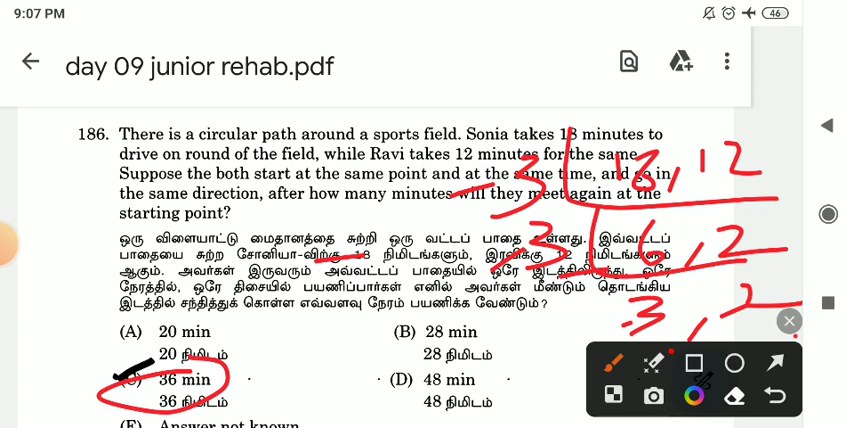 9:07 PM
46
day 09 junior rehab.pdf
186. There is a circular path around a sports field. Sonia takes 18 minutes to
drive on round of the field, while Ravi takes 12 minutes for the same.
Suppose the both start at the same point and at the same time, and go in
the same direction, after how many minutes will they meet again at the
starting point?
ஒரு விளையாட்டு மைதானத்தை சுற்றி ஒரு வட்டப் பாதை உள்ளது. இவ்வட்டப்
பாதையை சுற்ற சோனியா-விற்கு 18 நிமிடங்களும், இரவிக்கு 12 நிமிடங்களும்
ஆகும். அவர்கள் இருவரும் அவ்வட்டப் பாதையில் ஒரே இடத்திலிருந்து, ஒரே
நேரத்தில், ஒரே திசையில் பயணிப்பார்கள் எனில் அவர்கள் மீண்டும் தொடங்கிய
இடத்தில் சந்தித்துக் கொள்ள எவ்வளவு நேரம் பயணிக்க வேண்டும்?
(A) 20 min (B) 28 min
20 நிமிடம் 28 நிமிடம்
(C) 36 min (D) 48 min
36 நிமிடம் 48 நிமிடம்
(E) Answer not known
3 18, 12
3 6, 2
3, 2